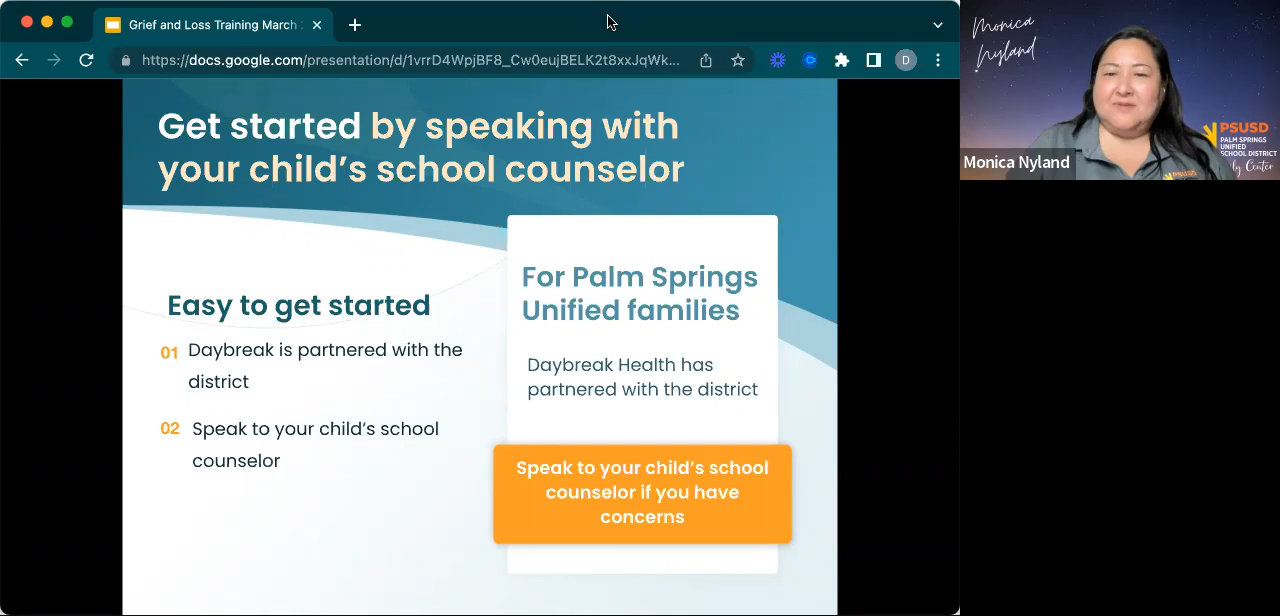 Grief and Loss Training March
https://docs.google.com/presentation/d/1vrrD4WpjBF8_Cw0eujBELK2t8xxJqWk...
D
Get started by speaking with
your child's school counselor
Easy to get started
01 Daybreak is partnered with the
district
02 Speak to your child's school
counselor
For Palm Springs
Unified families
Daybreak Health has
partnered with the district
Speak to your child's school
counselor if you have
concerns
Monica
Nyland
PSUSD
PALM SPRINGS
UNIFIED
SCHOOL DISTRICT
Center
PSUSD
Monica Nyland